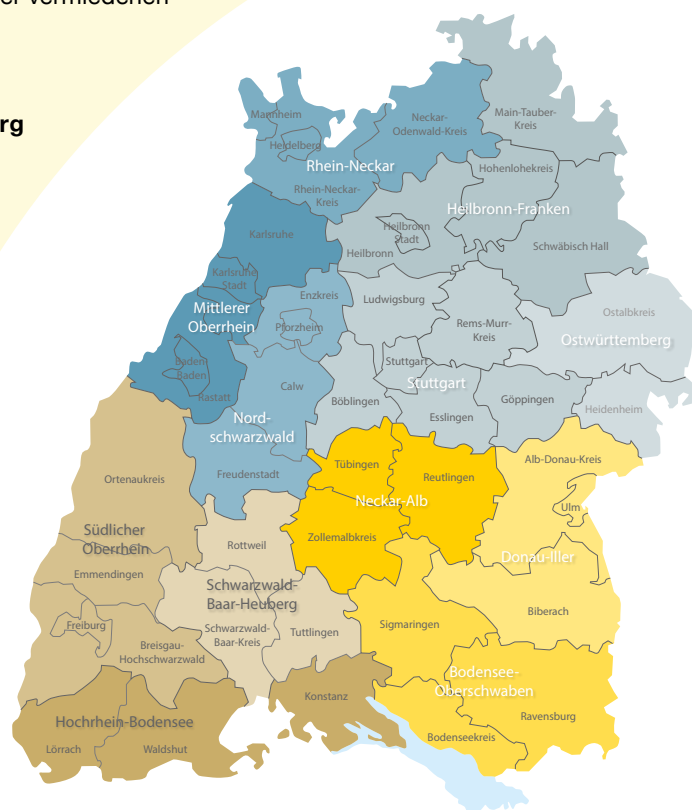 er vermiedenen
rg
Mannheim
Neckar-
Odenwald-Kreis
Main-Tauber-
Kreis
Heidelberg
Rhein-Neckar
Hohenlohekreis
Rhein-Neckar-
Kreis
Heilbronn-Franken
Karlsruhe
Heilbronn
Stadt
Heilbronn
Schwäbisch Hall
Karlsruhe
Stadt
Enzkreis
Ludwigsburg
Ostalbkreis
Mittlerer
Oberrhein
Pforzheim
Rems-Murr-
Kreis
Ostwürttemberg
Baden-
Baden
Stuttgart
Stuttgart
Rastatt
Calw
Böblingen
Göppingen
Esslingen
Heidenheim
Nord-
schwarzwald
Tübingen
Alb-Donau-Kreis
Ortenaukreis
Freudenstadt
Reutlingen
Neckar-Alb
Ulm
Südlicher
Oberrhein
Rottweil
Zollernalbkreis
Donau-Iller
Emmendingen
Schwarzwald-
Baar-Heuberg
Biberach
Freiburg
Schwarzwald-
Baar-Kreis
Tuttlingen
Sigmaringen
Breisgau-
Hochschwarzwald
Bodensee-
Oberschwaben
Konstanz
Ravensburg
Hochrhein-Bodensee
Bodenseekreis
Lörrach
Waldshut